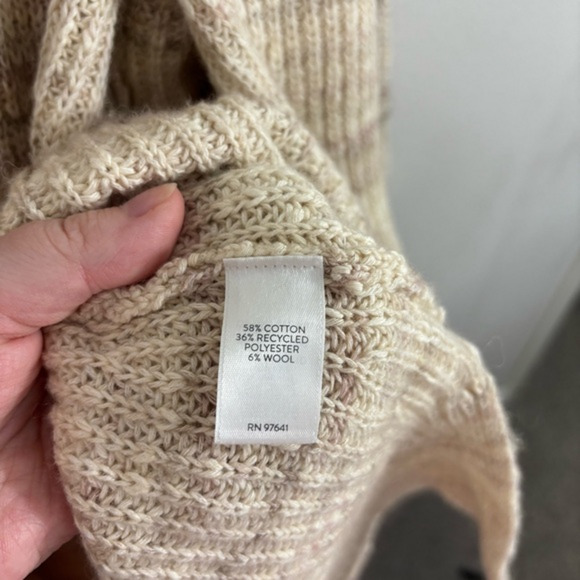 58% COTTON
36% RECYCLED
POLYESTER
6% WOOL
RN 97641